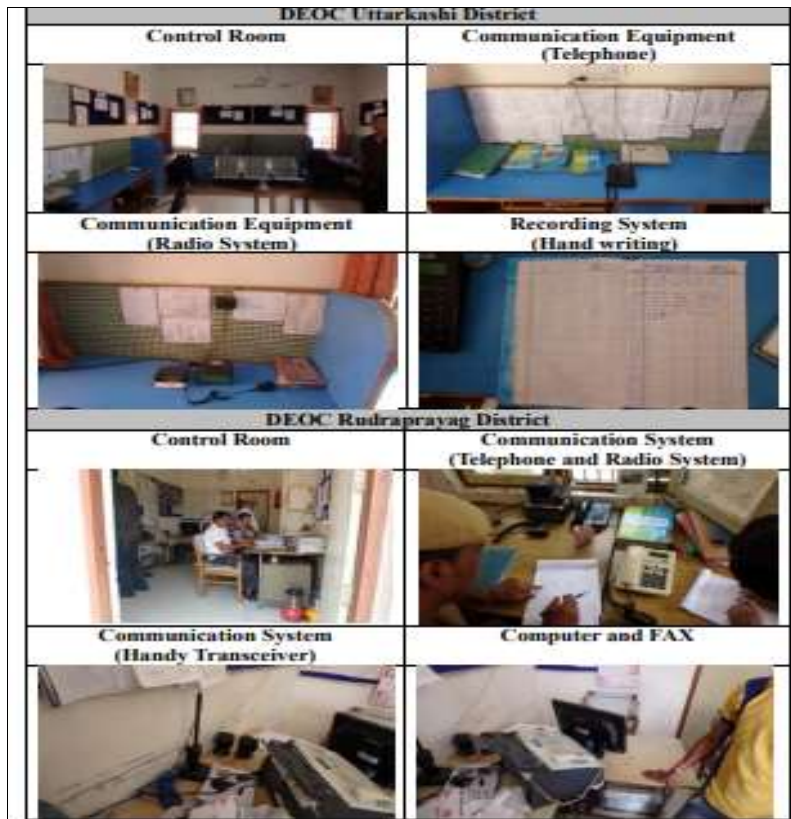 DEOC Uttarkashi District
Control Room
Communication Equipment
(Telephone)
Communication Equipment
(Radio System)
Recording System
(Hand writing)
DEOC Rudraprayag District
Control Room
Communication System
(Telephone and Radio System)
Communication System
(Handy Transceiver)
Computer and FAX